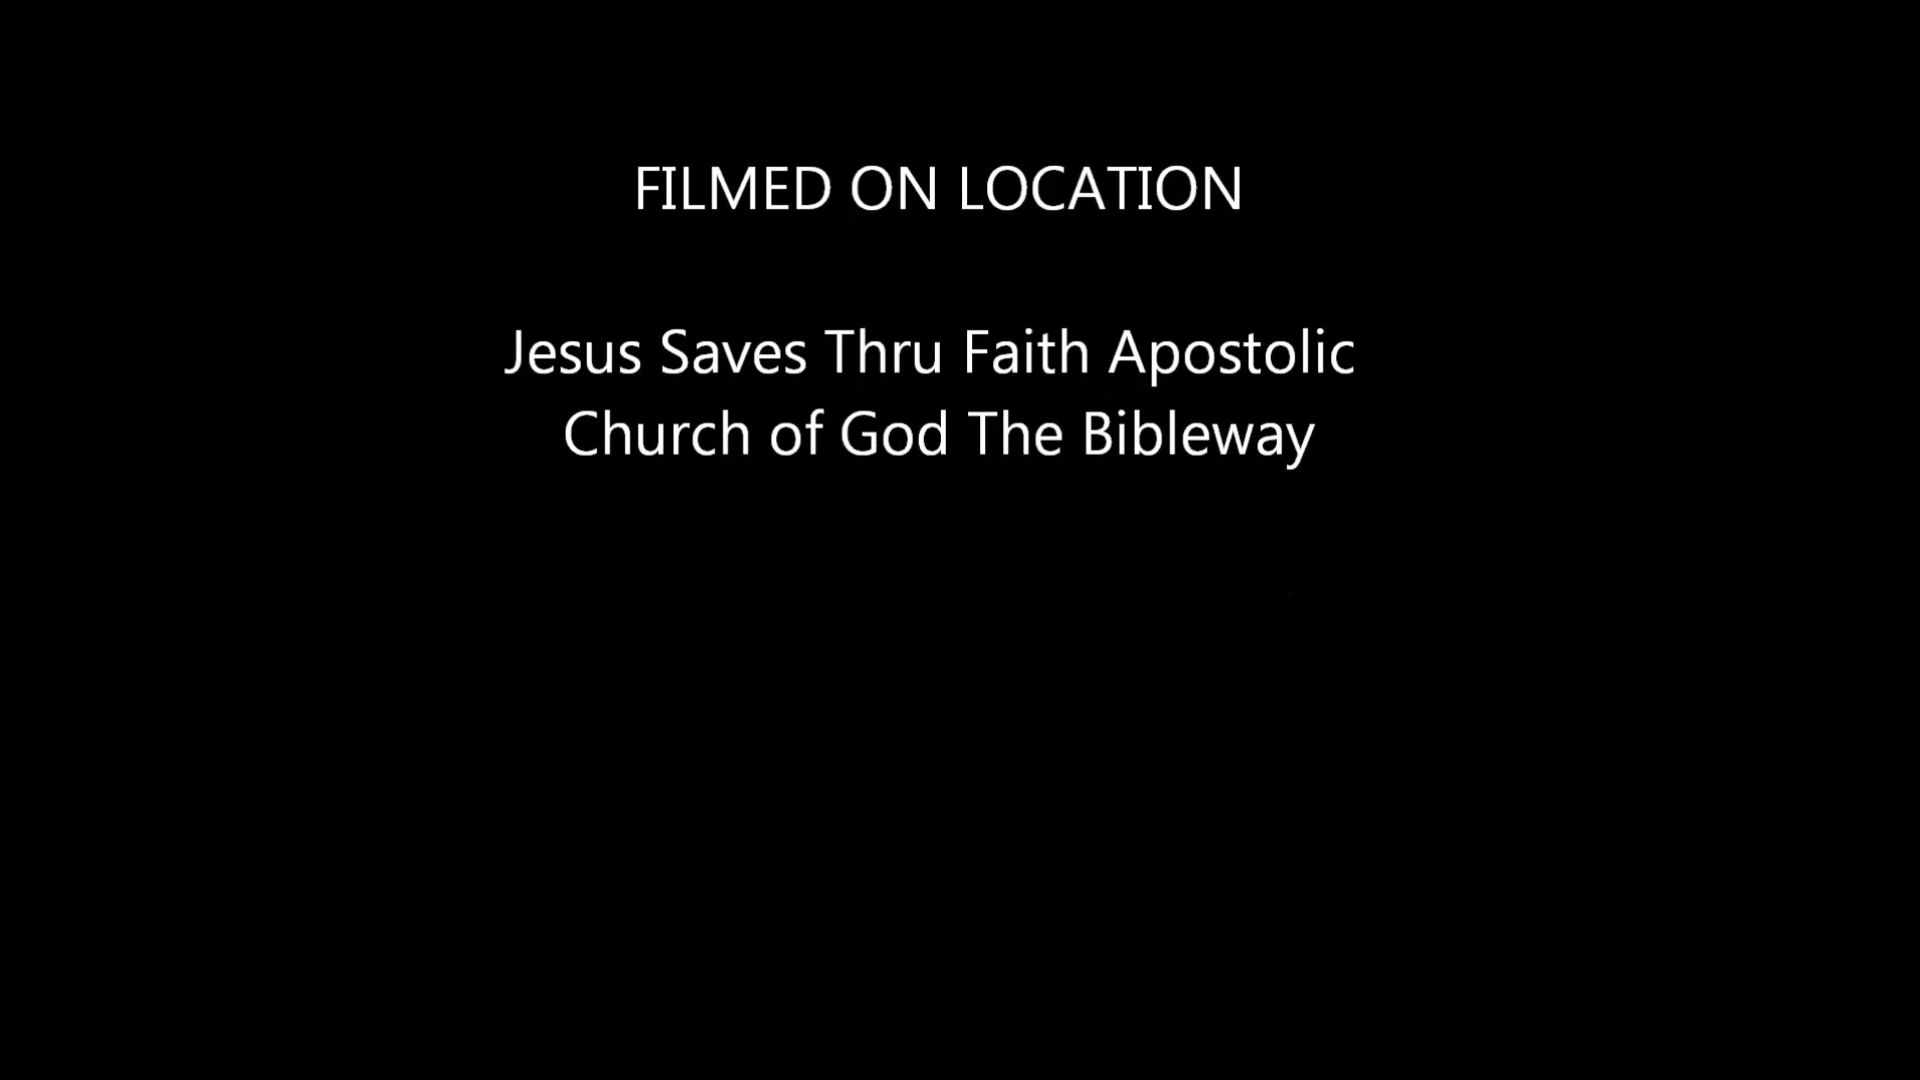 FILMED ON LOCATION
Jesus Saves Thru Faith Apostolic
Church of God The Bibleway